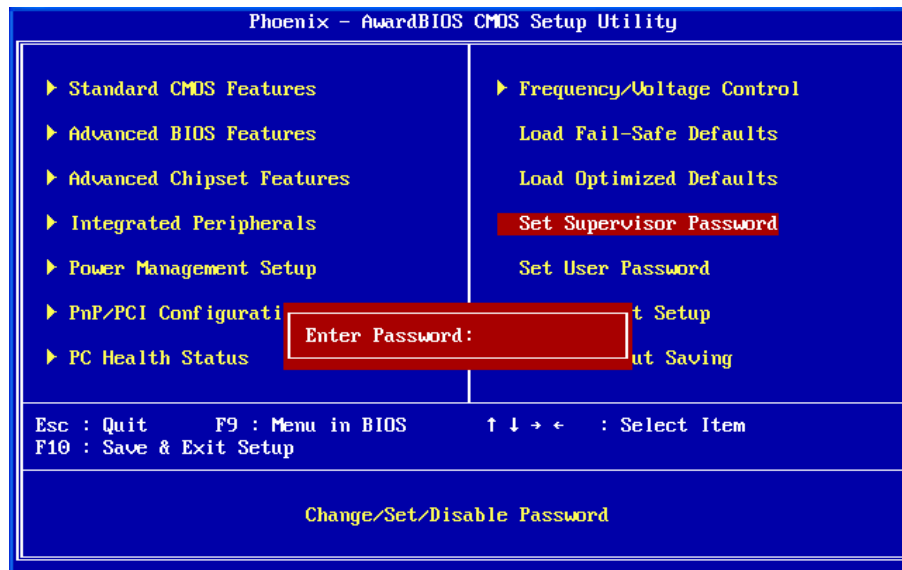 Phoenix - AwardBIOS CMOS Setup Utility
Standard CMOS Features
Advanced BIOS Features
Advanced Chipset Features
Integrated Peripherals
Power Management Setup
PnP/PCI Configurati
PC Health Status
Frequency/Voltage Control
Load Fail-Safe Defaults
Load Optimized Defaults
Set Supervisor Password
Set User Password
t Setup
ut Saving
Enter Password:
Esc : Quit F9 : Menu in BIOS ↑ ↓ → ← : Select Item
F10 : Save & Exit Setup
Change/Set/Disable Password